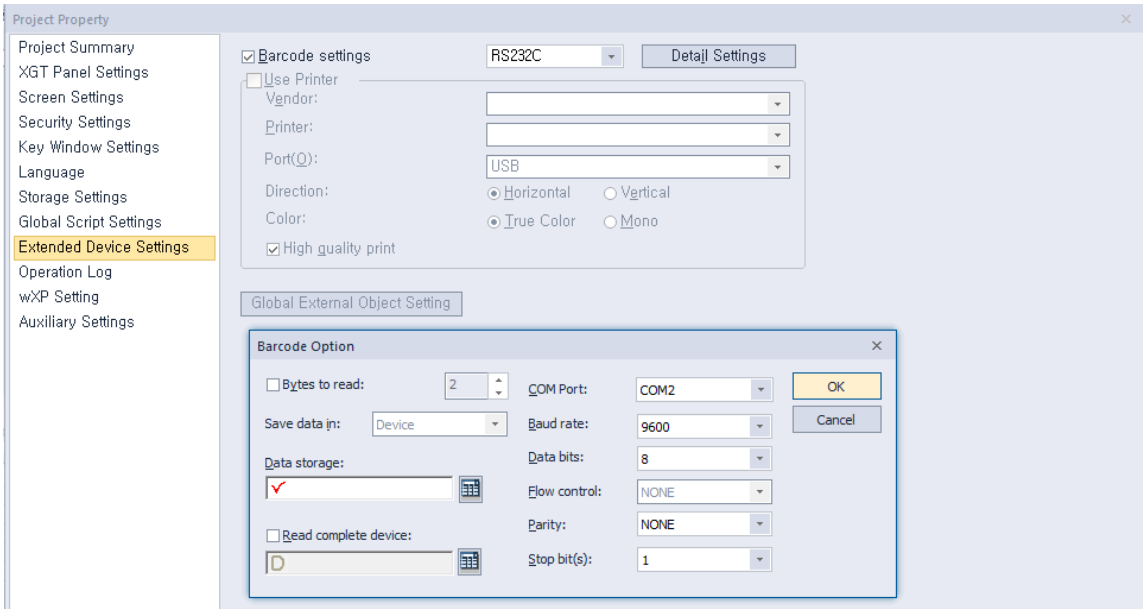 Project Property
Project Summary
XGT Panel Settings
Screen Settings
Security Settings
Key Window Settings
Language
Storage Settings
Global Script Settings
Extended Device Settings
Operation Log
wXP Setting
Auxiliary Settings
Barcode settings
RS232C
Detail Settings
Use Printer
Vendor:
Printer:
Port(O):
USB
Direction:
Horizontal
Vertical
Color:
True Color
Mono
High quality print
Global External Object Setting
Barcode Option
Bytes to read:
2
Save data in:
Device
Data storage:
Read complete device:
D
COM Port:
COM2
Baud rate:
9600
Data bits:
8
Flow control:
NONE
Parity:
NONE
Stop bit(s):
1
OK
Cancel